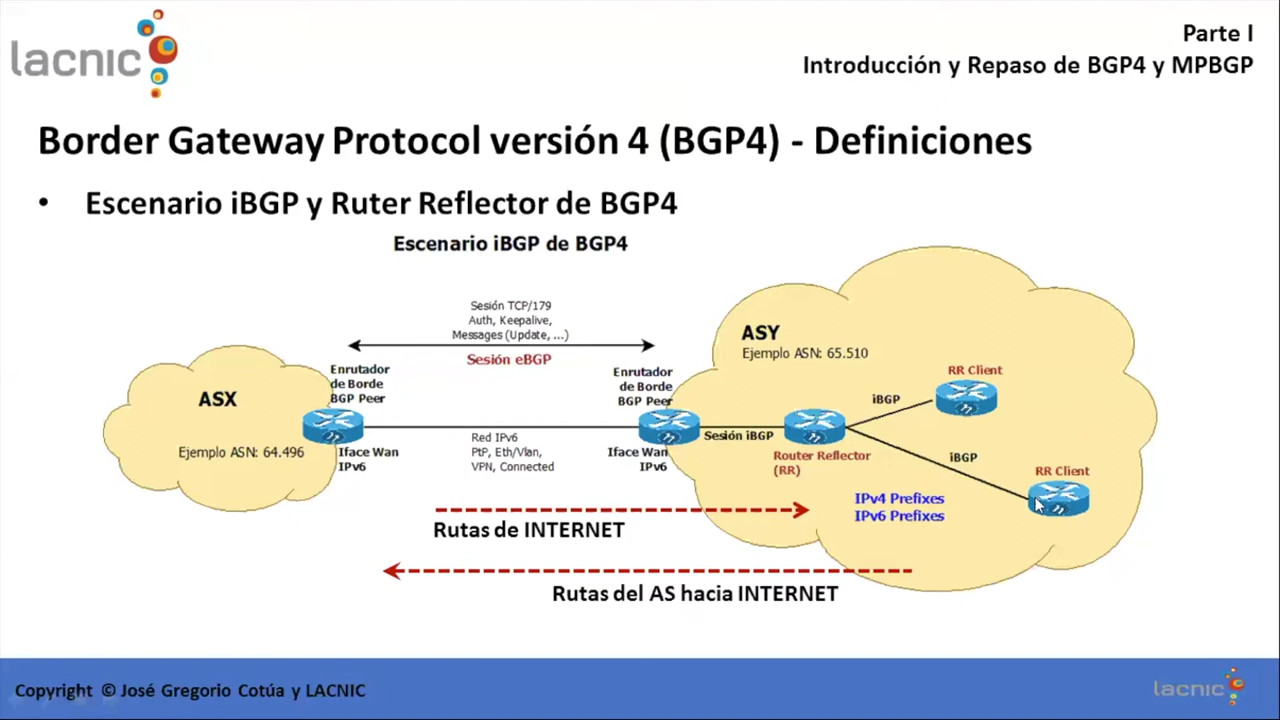 lacnic
Parte I
Introducción y Repaso de BGP4 y MPBGP
Border Gateway Protocol versión 4 (BGP4) - Definiciones
• Escenario iBGP y Ruter Reflector de BGP4
Escenario iBGP de BGP4
Sesión TCP/179
Auth, Keepalive,
Messages (Update, ...)
Sesión eBGP
Enrutador
de Borde
BGP Peer
Enrutador
de Borde
BGP Peer
ASX
Ejemplo ASN: 64.496
Iface Wan
IPv6
Red IPv6
PtP, Eth/Vlan,
VPN, Connected
Iface Wan
IPv6
ASY
Ejemplo ASN: 65.510
Sesión iBGP
Router Reflector
(RR)
iBGP
RR Client
iBGP
RR Client
IPv4 Prefixes
IPv6 Prefixes
Rutas de INTERNET
Rutas del AS hacia INTERNET
Copyright © José Gregorio Cotúa y LACNIC
lacnic